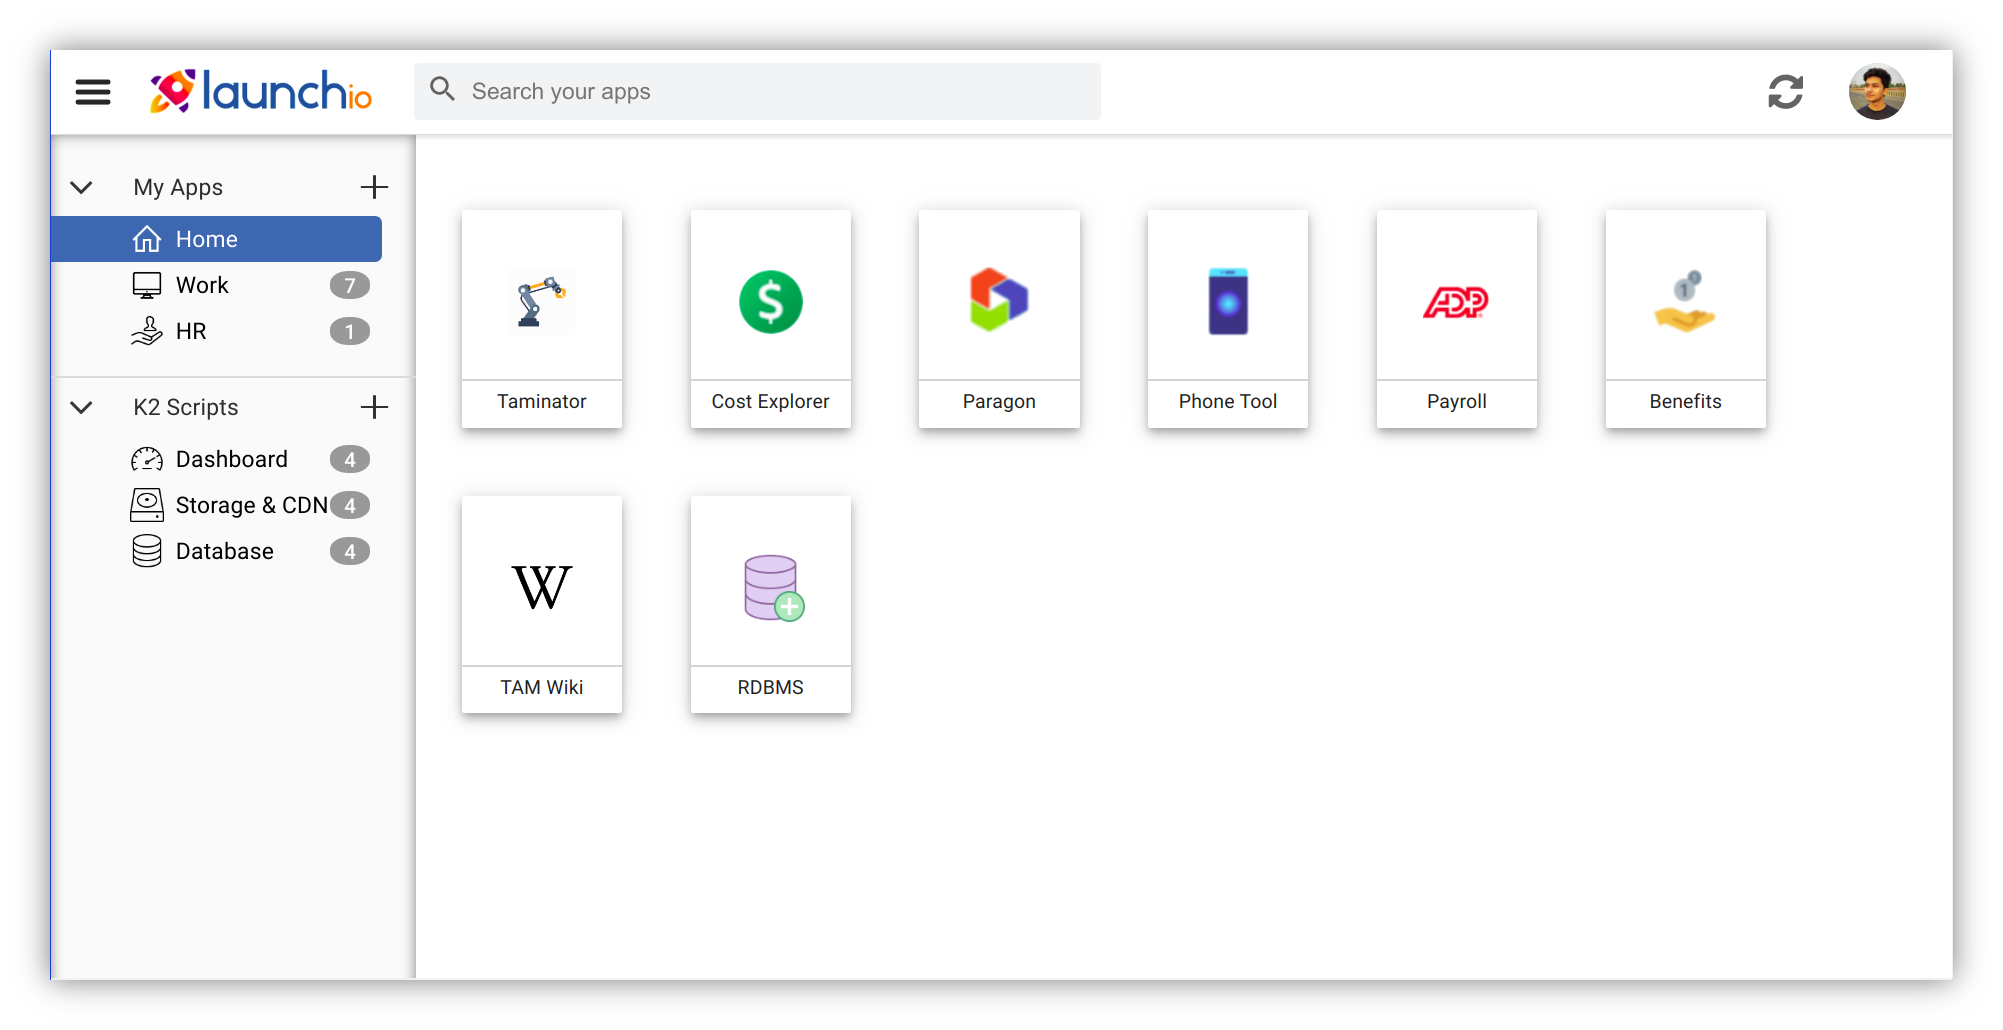 launchio
Search your apps
My Apps
Home
Work 7
HR 1
K2 Scripts
Dashboard 4
Storage & CDN 4
Database 4
$
ADP
1
Taminator
Cost Explorer
Paragon
Phone Tool
Payroll
Benefits
W
TAM Wiki
RDBMS